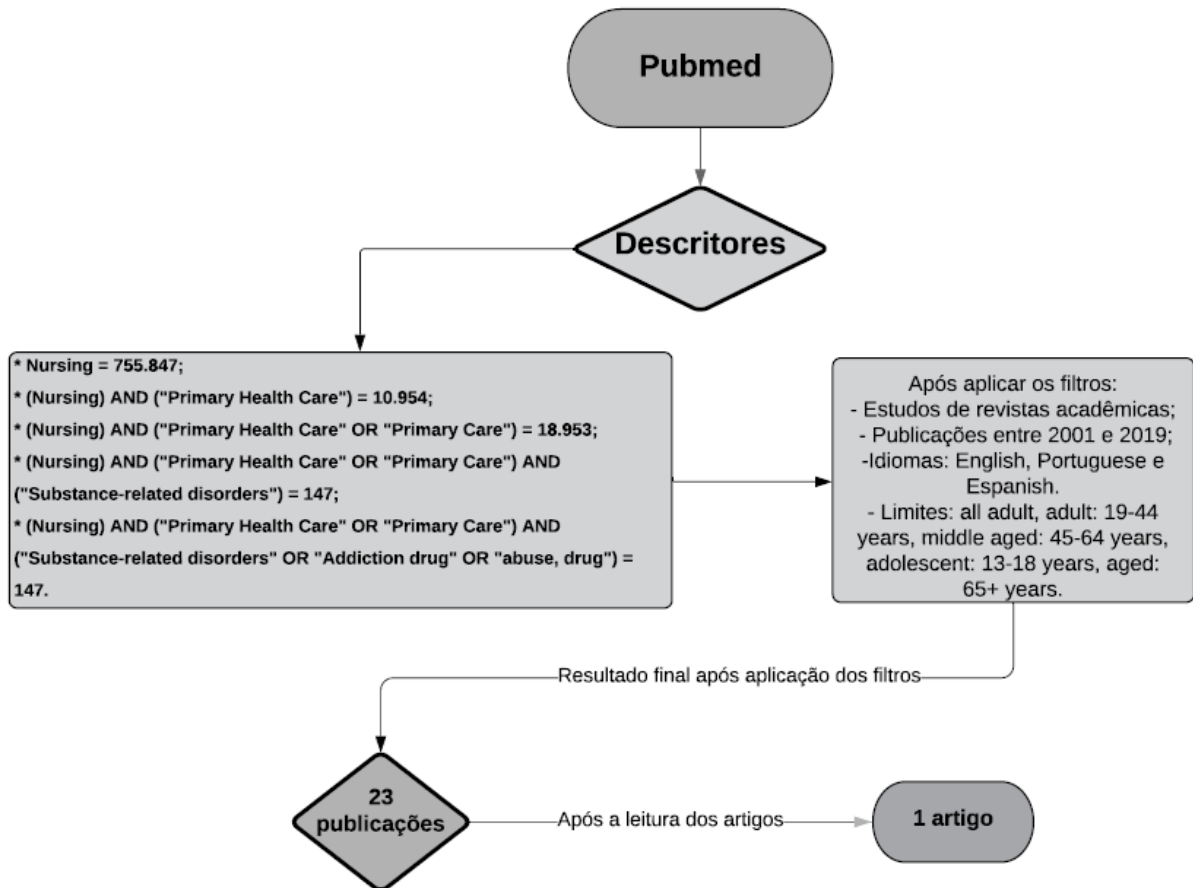 Pubmed
Descritores
* Nursing = 755.847;
* (Nursing) AND ("Primary Health Care") = 10.954;
* (Nursing) AND ("Primary Health Care" OR "Primary Care") = 18.953;
* (Nursing) AND ("Primary Health Care" OR "Primary Care") AND
("Substance-related disorders") = 147;
* (Nursing) AND ("Primary Health Care" OR "Primary Care") AND
("Substance-related disorders" OR "Addiction drug" OR "abuse, drug") =
147.
Após aplicar os filtros:
- Estudos de revistas acadêmicas;
- Publicações entre 2001 e 2019;
-Idiomas: English, Portuguese e
Espanish.
- Limites: all adult, adult: 19-44
years, middle aged: 45-64 years,
adolescent: 13-18 years, aged:
65+ years.
Resultado final após aplicação dos filtros
23
publicações
Após a leitura dos artigos
1 artigo